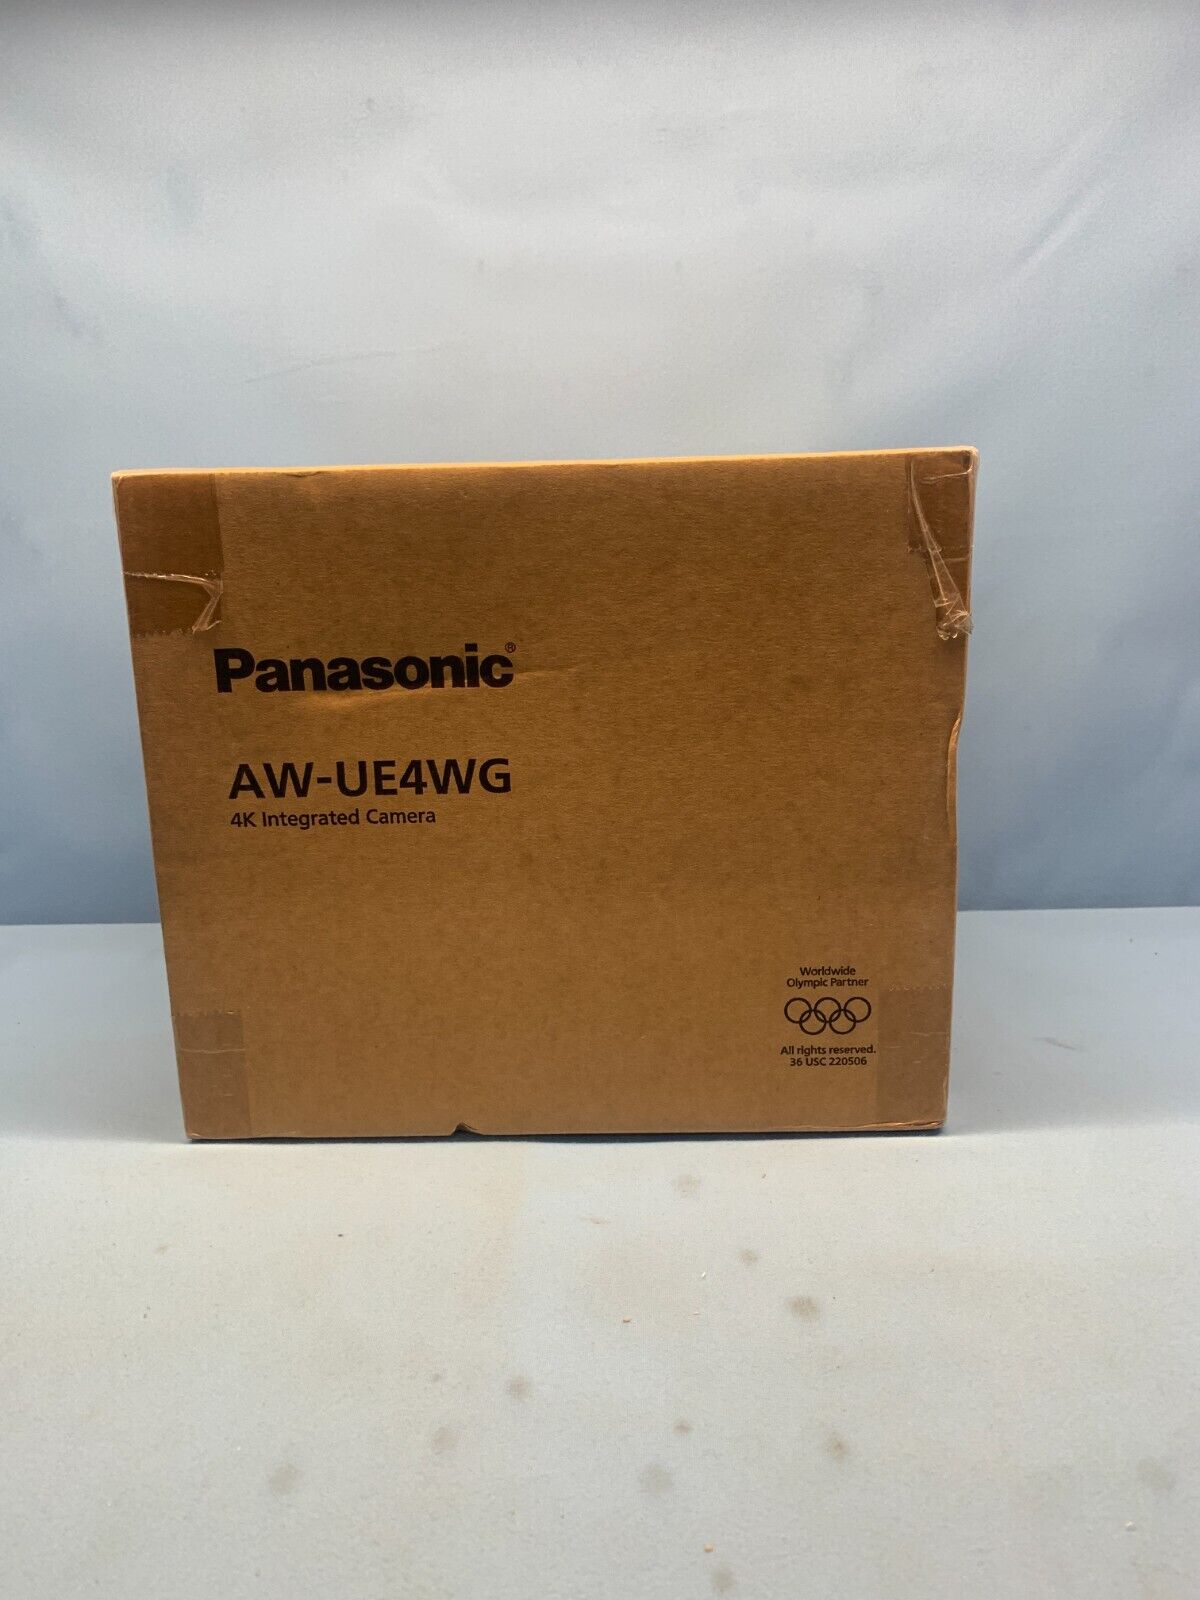 Panasonic®
AW-UE4WG
4K Integrated Camera
Worldwide
Olympic Partner
All rights reserved.
36 USC 220506